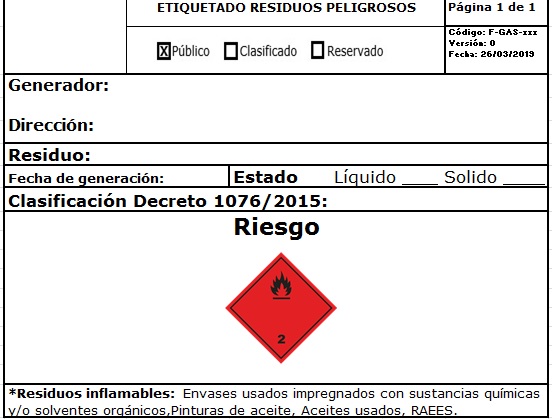 ETIQUETADO RESIDUOS PELIGROSOS
Página 1 de 1
X Público Clasificado Reservado
Código: F-GAS-xxx
Versión: 0
Fecha: 26/03/2019
Generador:
Dirección:
Residuo:
Fecha de generación: Estado Líquido ___ Solido ____
Clasificación Decreto 1076/2015:
Riesgo
2
*Residuos inflamables: Envases usados impregnados con sustancias químicas
y/o solventes orgánicos,Pinturas de aceite, Aceites usados, RAEES.